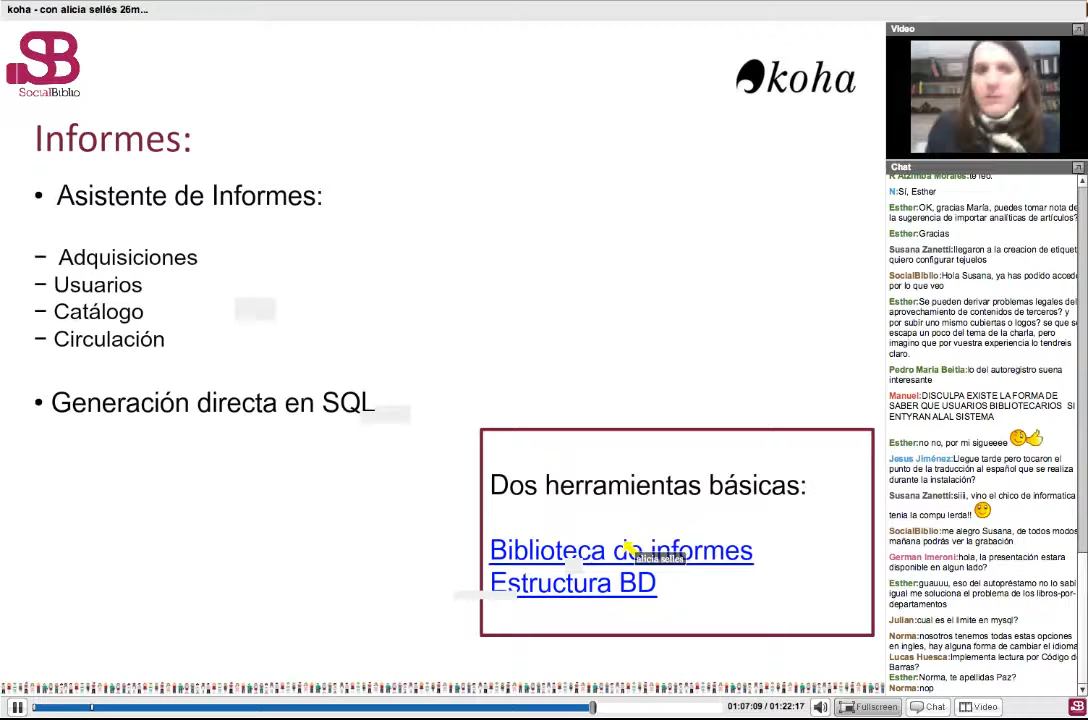 koha - con alicia sellés 26m...
SocialBiblio
koha
Informes:
• Asistente de Informes:
– Adquisiciones
– Usuarios
– Catálogo
– Circulación
• Generación directa en SQL
Dos herramientas básicas:
Biblioteca de informes
alicia sellés
Estructura BD
Video
Chat
R Atzimba Morales:te leo.
N:Sí, Esther
Esther:OK, gracias María, puedes tomar nota de
la sugerencia de importar analíticas de artículos?
Esther:Gracias
Susana Zanetti:llegaron a la creacion de etiquet
quiero configurar tejuelos
SocialBiblio:Hola Susana, ya has podido accede
por lo que veo
Esther:Se pueden derivar problemas legales del
aprovechamiento de contenidos de terceros? y
por subir uno mismo cubiertas o logos? se que s
escapa un poco del tema de la charla, pero
imagino que por vuestra experiencia lo tendreis
claro.
Pedro Maria Beitia:lo del autoregistro suena
interesante
Manuel:DISCULPA EXISTE LA FORMA DE
SABER QUE USUARIOS BIBLIOTECARIOS SI
ENTYRAN ALAL SISTEMA
Esther:no no, por mi sigueeee
Jesus Jiménez:Llegue tarde pero tocaron el
punto de la traducción al español que se realiza
durante la instalación?
Susana Zanetti:siii, vino el chico de informatica
tenia la compu lerda!!
SocialBiblio:me alegro Susana, de todos modos
mañana podrás ver la grabación
German Imeroni:hola, la presentación estara
disponible en algun lado?
Esther:guauuu, eso del autopréstamo no lo sabí
igual me soluciona el problema de los libros-por-
departamentos
Julian:cual es el limite en mysql?
Norma:nosotros tenemos todas estas opciones
en ingles, hay alguna forma de cambiar el idioma
Lucas Huesca:Implementa lectura por Código d
Barras?
Esther:Norma, te apellidas Paz?
Norma:nop
01:07:09 / 01:22:17
Fullscreen
Chat
Video
SB